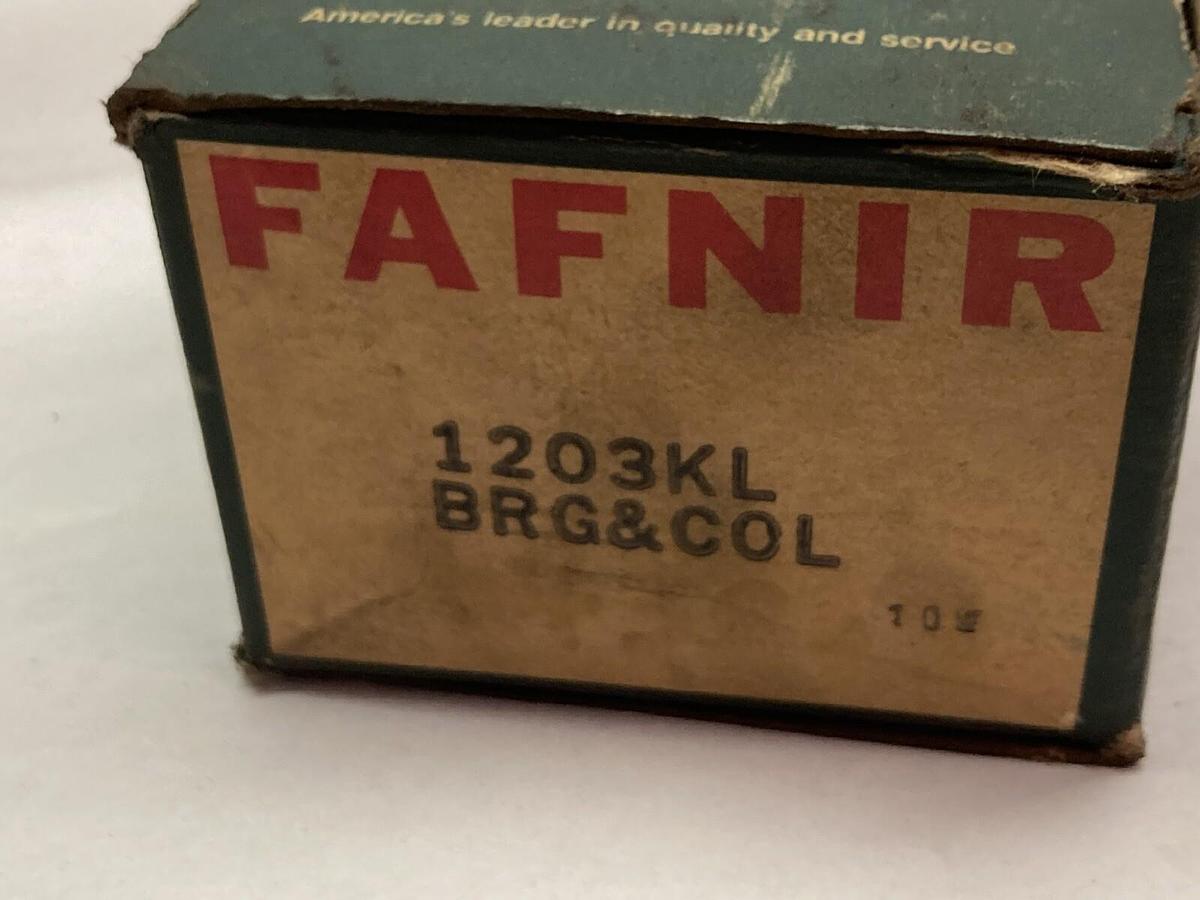 America's leader in quality and service
FAFNIR
1203KL
BRG&COL